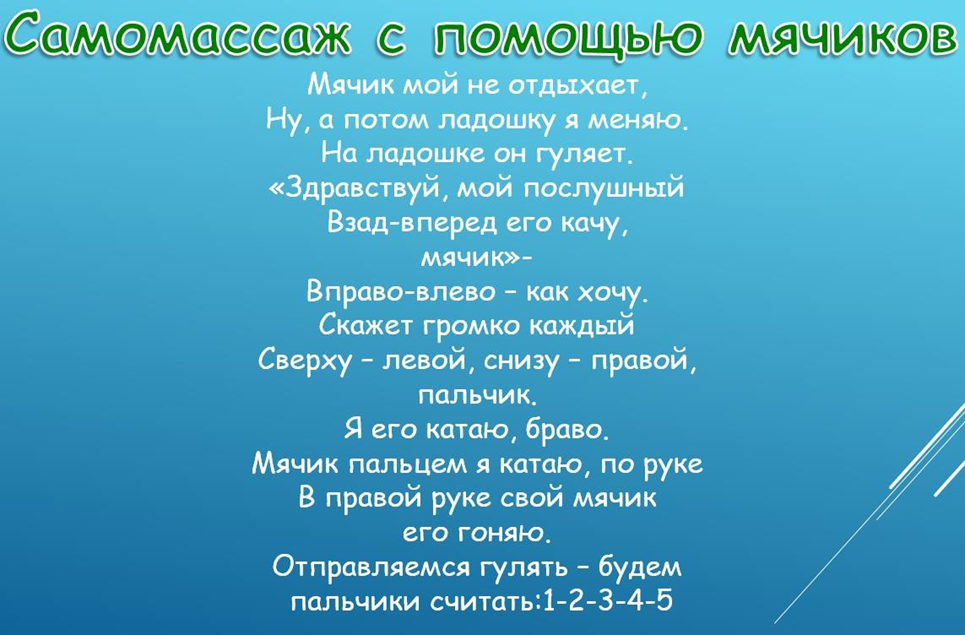 Самомассаж с помощью мячиков
Мячик мой не отдыхает,
Ну, а потом ладошку я меняю.
На ладошке он гуляет.
«Здравствуй, мой послушный
Взад-вперед его качу,
мячик»-
Вправо-влево – как хочу.
Скажет громко каждый
Сверху – левой, снизу – правой,
пальчик.
Я его катаю, браво.
Мячик пальцем я катаю, по руке
В правой руке свой мячик
его гоняю.
Отправляемся гулять – будем
пальчики считать:1-2-3-4-5